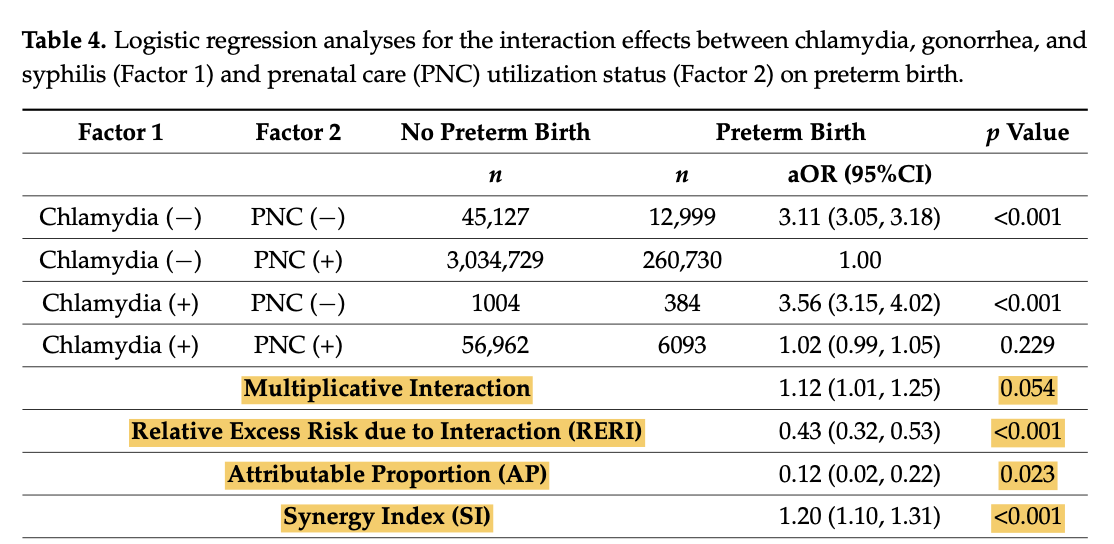 Table 4. Logistic regression analyses for the interaction effects between chlamydia, gonorrhea, and
syphilis (Factor 1) and prenatal care (PNC) utilization status (Factor 2) on preterm birth.
Factor 1 Factor 2 No Preterm Birth Preterm Birth p Value
n n aOR (95%CI)
Chlamydia (−) PNC (−) 45,127 12,999 3.11 (3.05, 3.18) <0.001
Chlamydia (−) PNC (+) 3,034,729 260,730 1.00
Chlamydia (+) PNC (−) 1004 384 3.56 (3.15, 4.02) <0.001
Chlamydia (+) PNC (+) 56,962 6093 1.02 (0.99, 1.05) 0.229
Multiplicative Interaction 1.12 (1.01, 1.25) 0.054
Relative Excess Risk due to Interaction (RERI) 0.43 (0.32, 0.53) <0.001
Attributable Proportion (AP) 0.12 (0.02, 0.22) 0.023
Synergy Index (SI) 1.20 (1.10, 1.31) <0.001